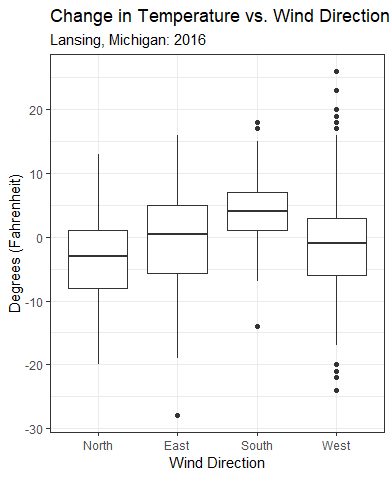 Change in Temperature vs. Wind Direction
Lansing, Michigan: 2016
Degrees (Fahrenheit)
20
10
0
-10
-20
-30
North East South West
Wind Direction